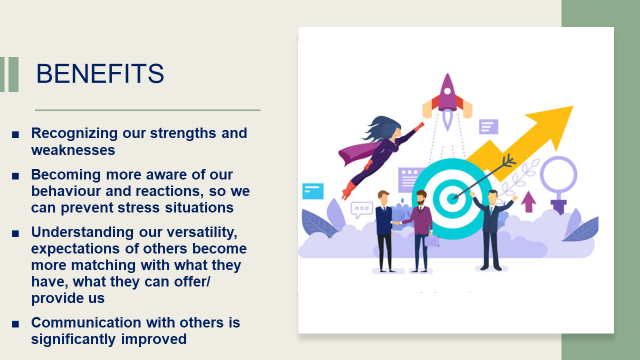 BENEFITS
■ Recognizing our strengths and
weaknesses
■ Becoming more aware of our
behaviour and reactions, so we
can prevent stress situations
■ Understanding our versatility,
expectations of others become
more matching with what they
have, what they can offer/
provide us
■ Communication with others is
significantly improved